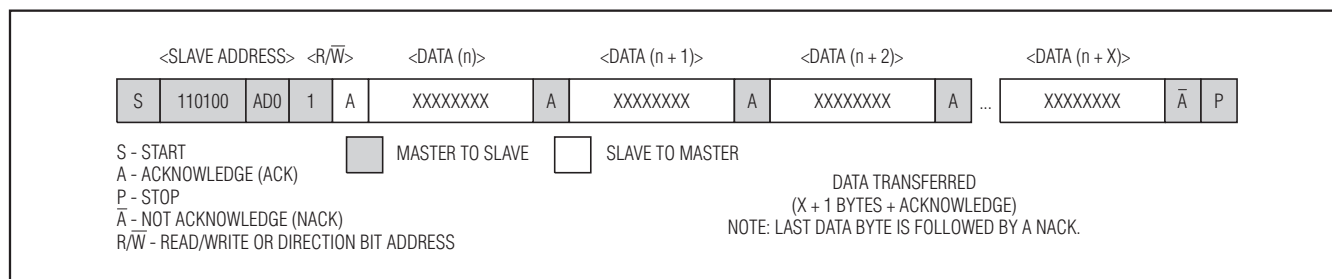 <SLAVE ADDRESS> <R/W̅> <DATA (n)> <DATA (n + 1)> <DATA (n + 2)> <DATA (n + X)>
S 110100 AD0 1 A XXXXXXXX A XXXXXXXX A XXXXXXXX A ... XXXXXXXX A̅ P
S - START
A - ACKNOWLEDGE (ACK)
P - STOP
A̅ - NOT ACKNOWLEDGE (NACK)
R/W̅ - READ/WRITE OR DIRECTION BIT ADDRESS
MASTER TO SLAVE
SLAVE TO MASTER
DATA TRANSFERRED
(X + 1 BYTES + ACKNOWLEDGE)
NOTE: LAST DATA BYTE IS FOLLOWED BY A NACK.